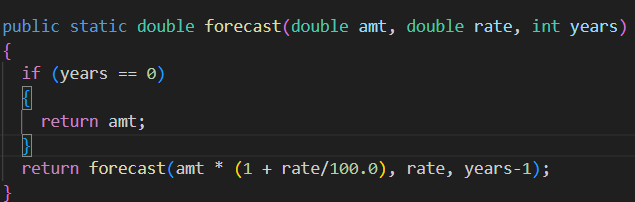 public static double forecast(double amt, double rate, int years)
{
  if (years == 0)
  {
    return amt;
  }
  return forecast(amt * (1 + rate/100.0), rate, years-1);
}